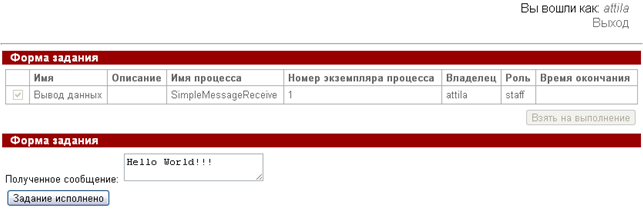 Вы вошли как: attila
Выход
Форма задания
Имя Описание Имя процесса Номер экземпляра процесса Владелец Роль Время окончания
Вывод данных SimpleMessageReceive 1 attila staff
Взять на выполнение
Форма задания
Полученное сообщение: Hello World!!!
Задание исполнено